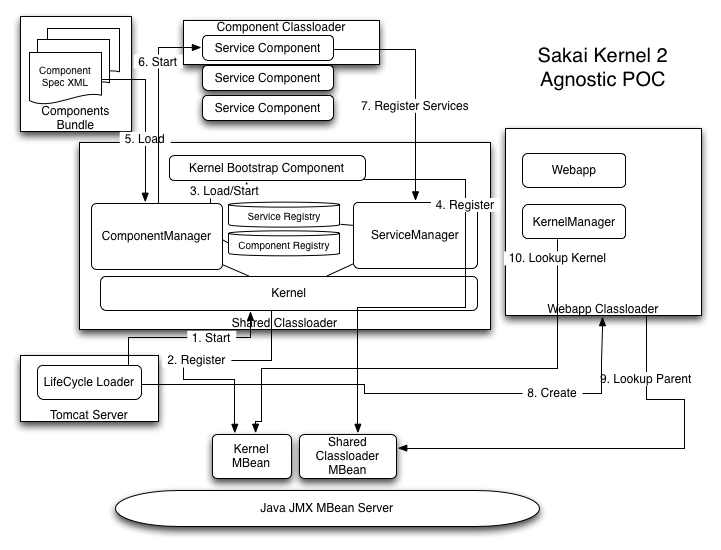 Component Classloader
Service Component
Service Component
Service Component
Sakai Kernel 2
Agnostic POC
Component
Spec XML
Components
Bundle
6. Start
7. Register Services
5. Load
Kernel Bootstrap Component
3. Load/Start
4. Register
Service Registry
Component Registry
ComponentManager
ServiceManager
Kernel
Shared Classloader
Webapp
KernelManager
10. Lookup Kernel
Webapp Classloader
1. Start
2. Register
LifeCycle Loader
Tomcat Server
8. Create
9. Lookup Parent
Kernel
MBean
Shared
Classloader
MBean
Java JMX MBean Server